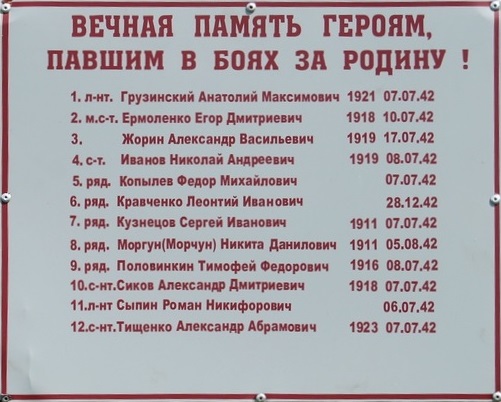 ВЕЧНАЯ ПАМЯТЬ ГЕРОЯМ,
ПАВШИМ В БОЯХ ЗА РОДИНУ !
1. л-нт. Грузинский Анатолий Максимович 1921 07.07.42
2. м.с-т. Ермоленко Егор Дмитриевич 1918 10.07.42
3. Жорин Александр Васильевич 1919 17.07.42
4. с-т. Иванов Николай Андреевич 1919 08.07.42
5. ряд. Копылев Федор Михайлович 07.07.42
6. ряд. Кравченко Леонтий Иванович 28.12.42
7. ряд. Кузнецов Сергей Иванович 1911 07.07.42
8. ряд. Моргун(Морчун) Никита Данилович 1911 05.08.42
9. ряд. Половинкин Тимофей Федорович 1916 08.07.42
10.с-нт.Сиков Александр Дмитриевич 1918 07.07.42
11.л-нт Сыпин Роман Никифорович 06.07.42
12.с-нт.Тищенко Александр Абрамович 1923 07.07.42